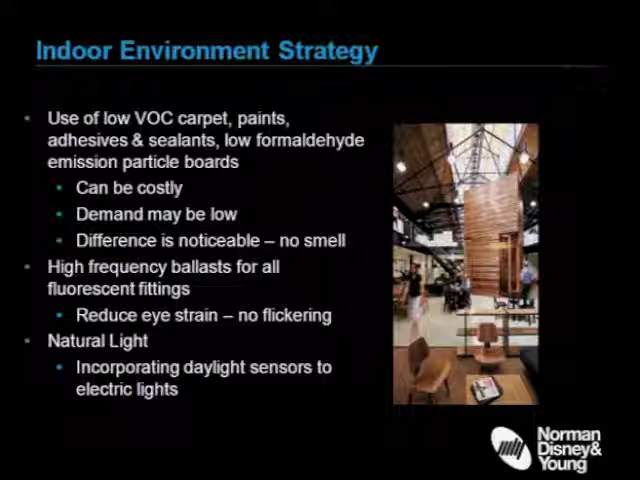 Indoor Environment Strategy
• Use of low VOC carpet, paints,
adhesives & sealants, low formaldehyde
emission particle boards
• Can be costly
• Demand may be low
• Difference is noticeable – no smell
• High frequency ballasts for all
fluorescent fittings
• Reduce eye strain – no flickering
• Natural Light
• Incorporating daylight sensors to
electric lights
Norman
Disney&
Young